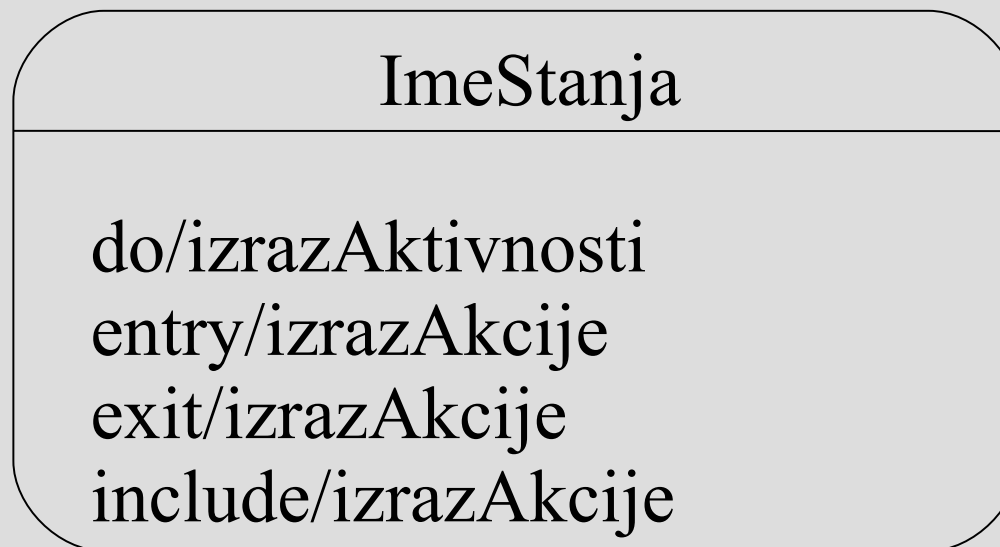 ImeStanja
do/izrazAktivnosti
entry/izrazAkcije
exit/izrazAkcije
include/izrazAkcije